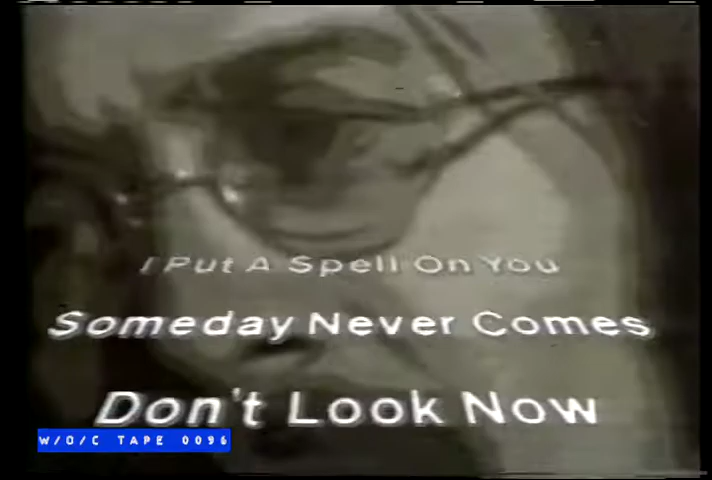 I Put A Spell On You
Someday Never Comes
Don't Look Now
W/O/C TAPE 0096